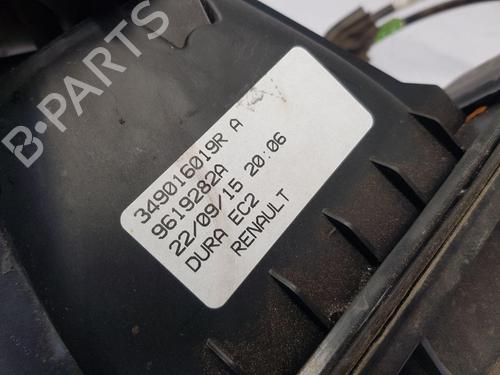 B-Parts
349016019R A
9619282A
22/09/15 20:06
DURA EC2
RENAULT